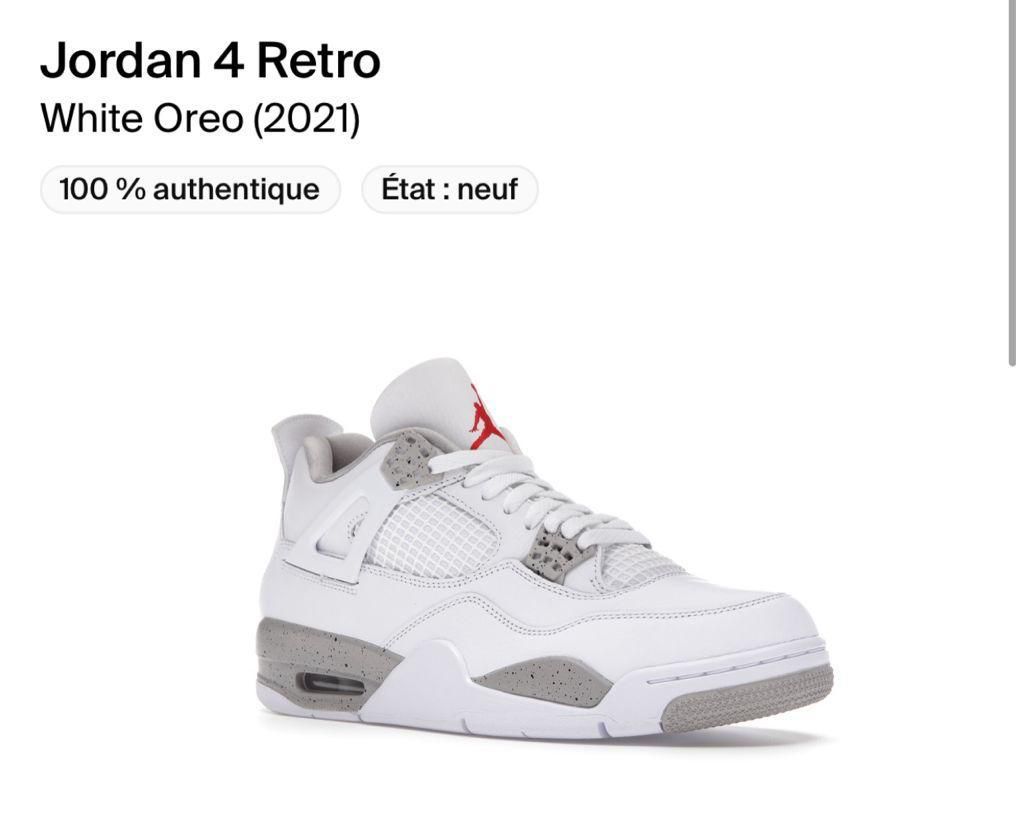 Jordan 4 Retro
White Oreo (2021)
100 % authentique
État : neuf